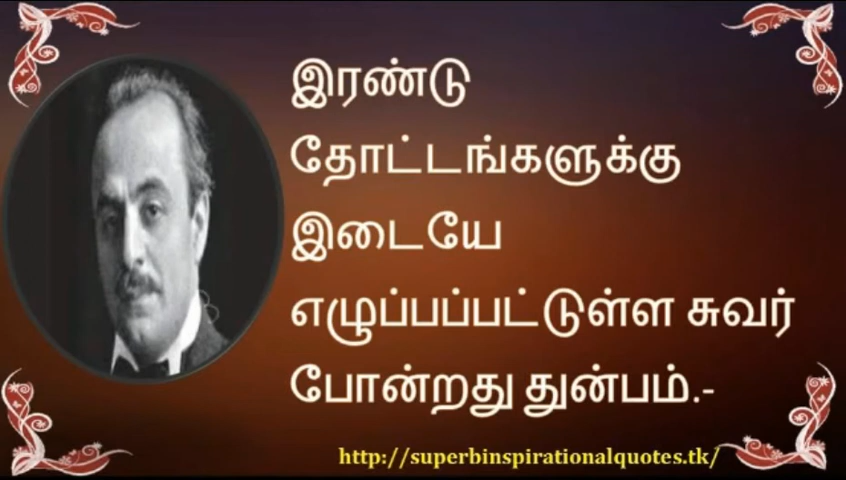 இரண்டு
தோட்டங்களுக்கு
இடையே
எழுப்பப்பட்டுள்ள சுவர்
போன்றது துன்பம்.-
http://superbinspirationalquotes.tk/